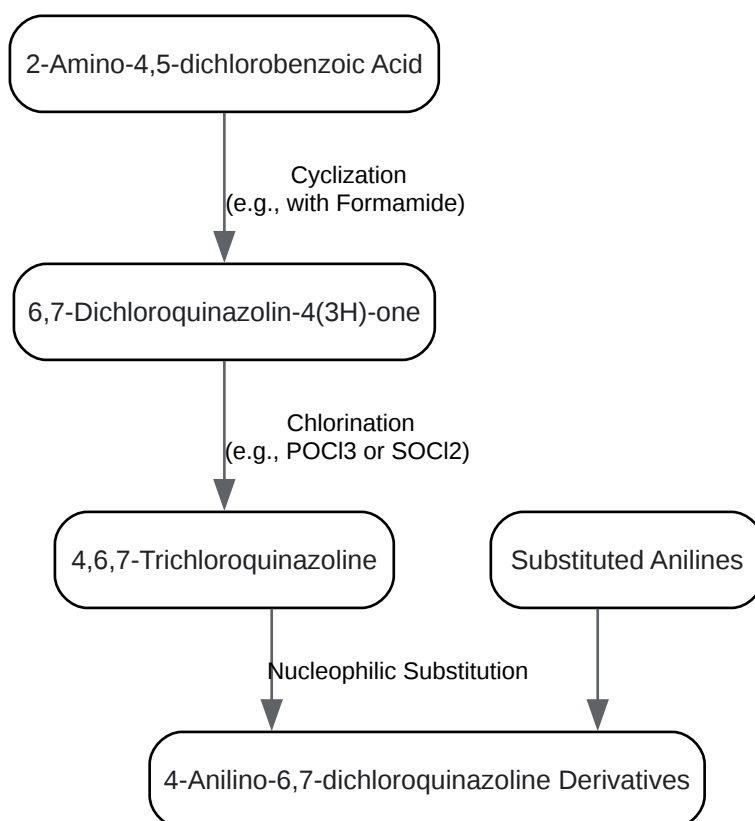 2-Amino-4,5-dichlorobenzoic Acid
Cyclization
(e.g., with Formamide)
6,7-Dichloroquinazolin-4(3H)-one
Chlorination
(e.g., POCl3 or SOCl2)
4,6,7-Trichloroquinazoline
Substituted Anilines
Nucleophilic Substitution
4-Anilino-6,7-dichloroquinazoline Derivatives